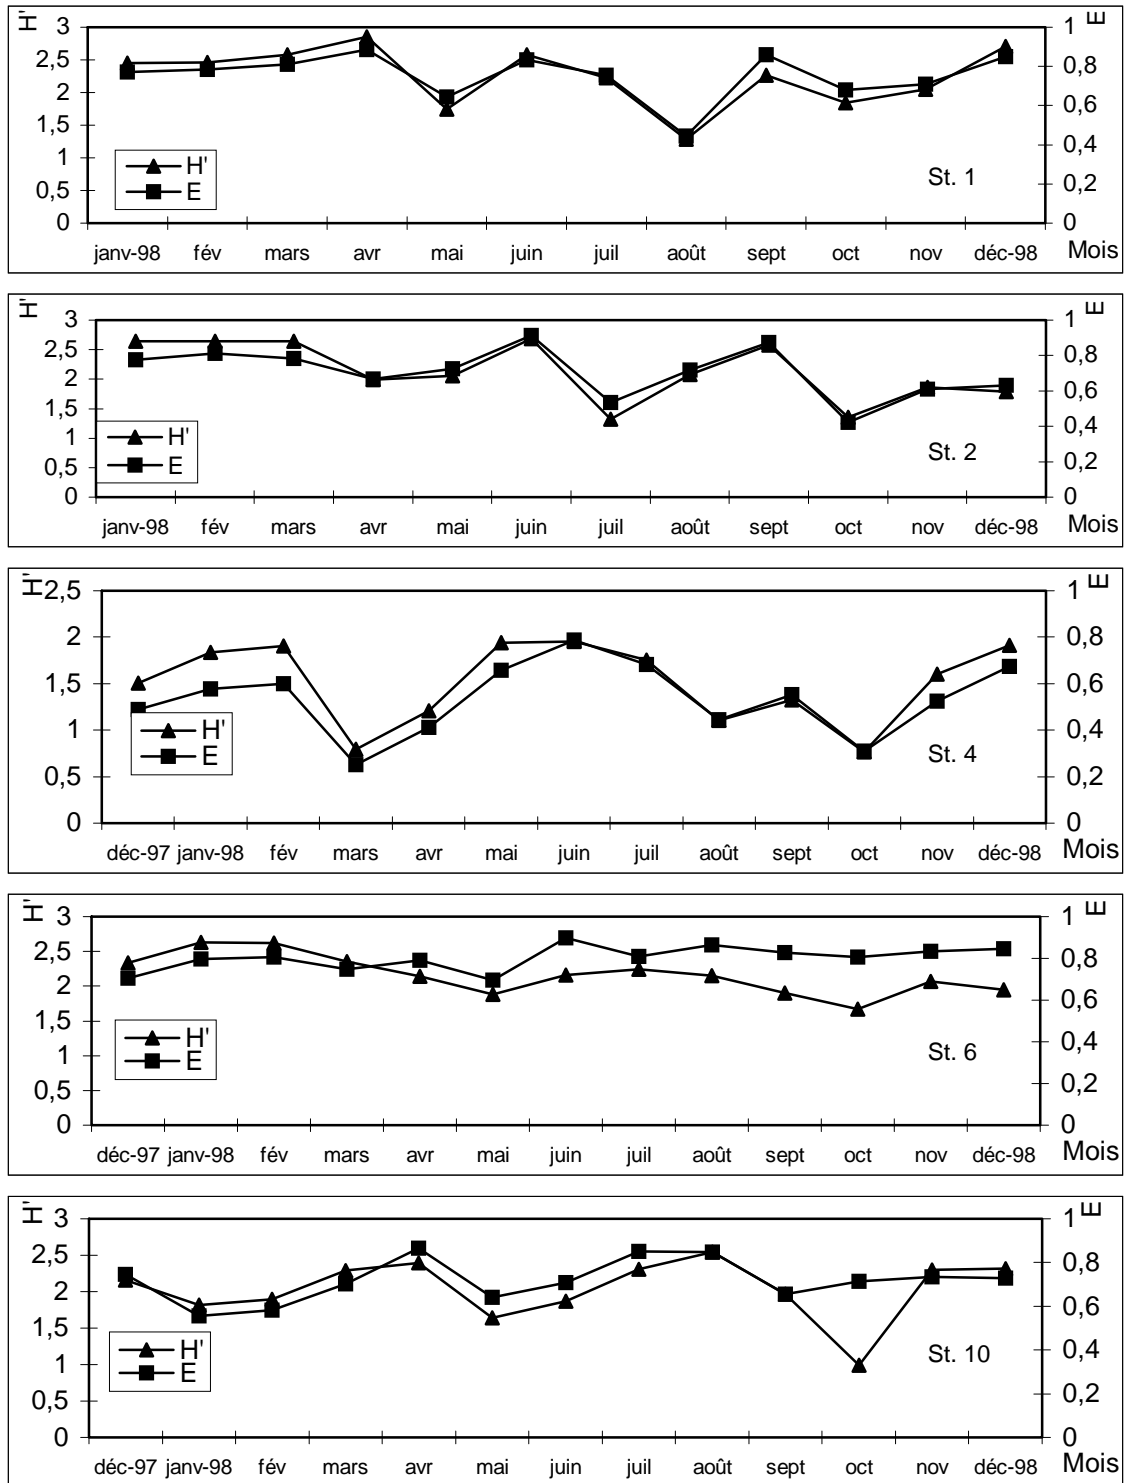 H' E
3 1
2,5 0,8
2 0,6
1,5 0,4
1 0,2
0,5 0
0
H'
E
St. 1
janv-98 fév mars avr mai juin juil août sept oct nov déc-98 Mois
H' E
3 1
2,5 0,8
2 0,6
1,5 0,4
1 0,2
0,5 0
0
H'
E
St. 2
janv-98 fév mars avr mai juin juil août sept oct nov déc-98 Mois
H' E
2,5 1
2 0,8
1,5 0,6
1 0,4
0,5 0,2
0 0
H'
E
St. 4
déc-97 janv-98 fév mars avr mai juin juil août sept oct nov déc-98 Mois
H' E
3 1
2,5 0,8
2 0,6
1,5 0,4
1 0,2
0,5 0
0
H'
E
St. 6
déc-97 janv-98 fév mars avr mai juin juil août sept oct nov déc-98 Mois
H' E
3 1
2,5 0,8
2 0,6
1,5 0,4
1 0,2
0,5 0
0
H'
E
St. 10
déc-97 janv-98 fév mars avr mai juin juil août sept oct nov déc-98 Mois